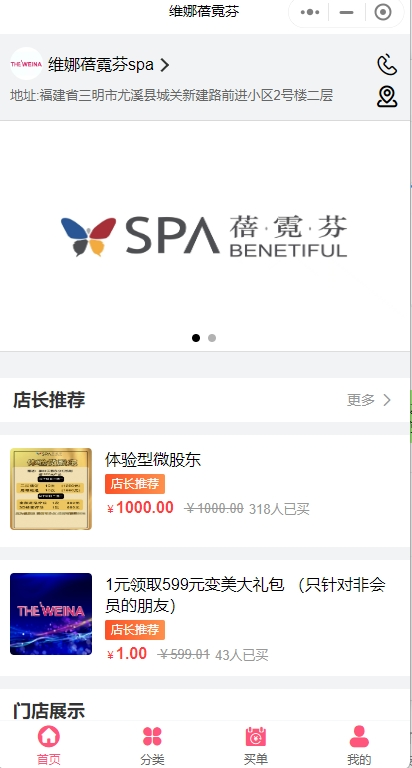 维娜蓓霓芬
THE WEINA
维娜蓓霓芬spa
地址:福建省三明市尤溪县城关新建路前进小区2号楼二层
SPA 蓓·霓·芬
BENETIFUL
店长推荐
更多
体验型微股东
店长推荐
￥1000.00 ￥1000.00 318人已买
1元领取599元变美大礼包 （只针对非会
员的朋友）
THE WEINA
店长推荐
￥1.00 ￥599.01 43人已买
门店展示
首页
分类
买单
我的